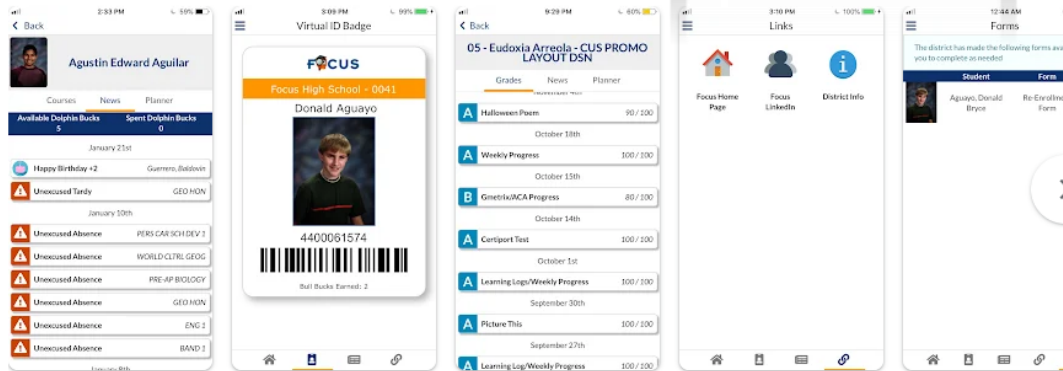 2:33 PM
59%
Back
Agustin Edward Aguilar
Courses News Planner
Available Dolphin Bucks Spent Dolphin Bucks
5 0
January 21st
Happy Birthday +2 Guerrero, Baldovin
Unexcused Tardy GEO HON
January 10th
Unexcused Absence PERS CAR SCH DEV 1
Unexcused Absence WORLD CLTRL GEOG
Unexcused Absence PRE-AP BIOLOGY
Unexcused Absence GEO HON
Unexcused Absence ENG 1
Unexcused Absence BAND 1
January 8th
3:09 PM
99%
Virtual ID Badge
FOCUS
Focus High School - 0041
Donald Aguayo
4400061574
Bull Bucks Earned: 2
9:29 PM
60%
Back
05 - Eudoxia Arreola - CUS PROMO
LAYOUT DSN
Grades News Planner
November 4th
A Halloween Poem 90 / 100
October 18th
A Weekly Progress 100 / 100
October 15th
B Gmetrix/ACA Progress 80 / 100
October 14th
A Certiport Test 100 / 100
October 1st
A Learning Logs/Weekly Progress 100 / 100
September 30th
A Picture This 100 / 100
September 27th
A Learning Log/Weekly Progress 100 / 100
3:10 PM
100%
Links
Focus Home
Page
Focus
LinkedIn
District Info
12:44 AM
Forms
The district has made the following forms ava
you to complete as needed
Student Form
Aguayo, Donald
Bryce
Re-Enrollme
Form